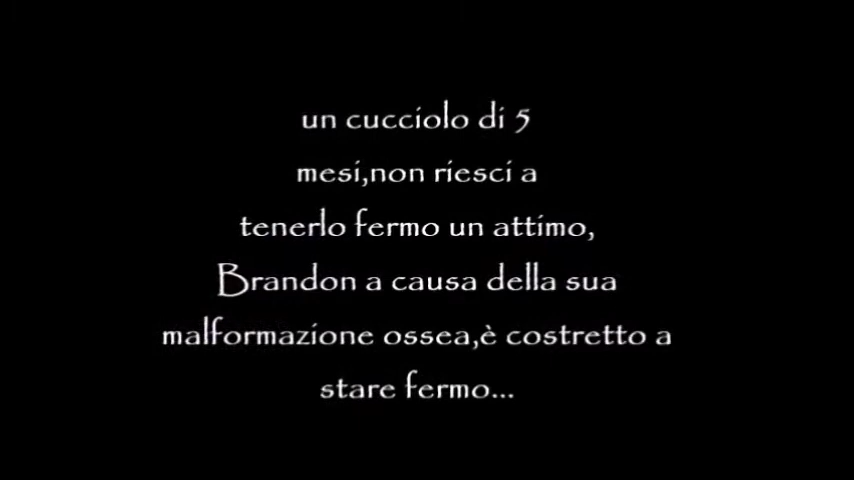 un cucciolo di 5
mesi,non riesci a
tenerlo fermo un attimo,
Brandon a causa della sua
malformazione ossea,è costretto a
stare fermo...